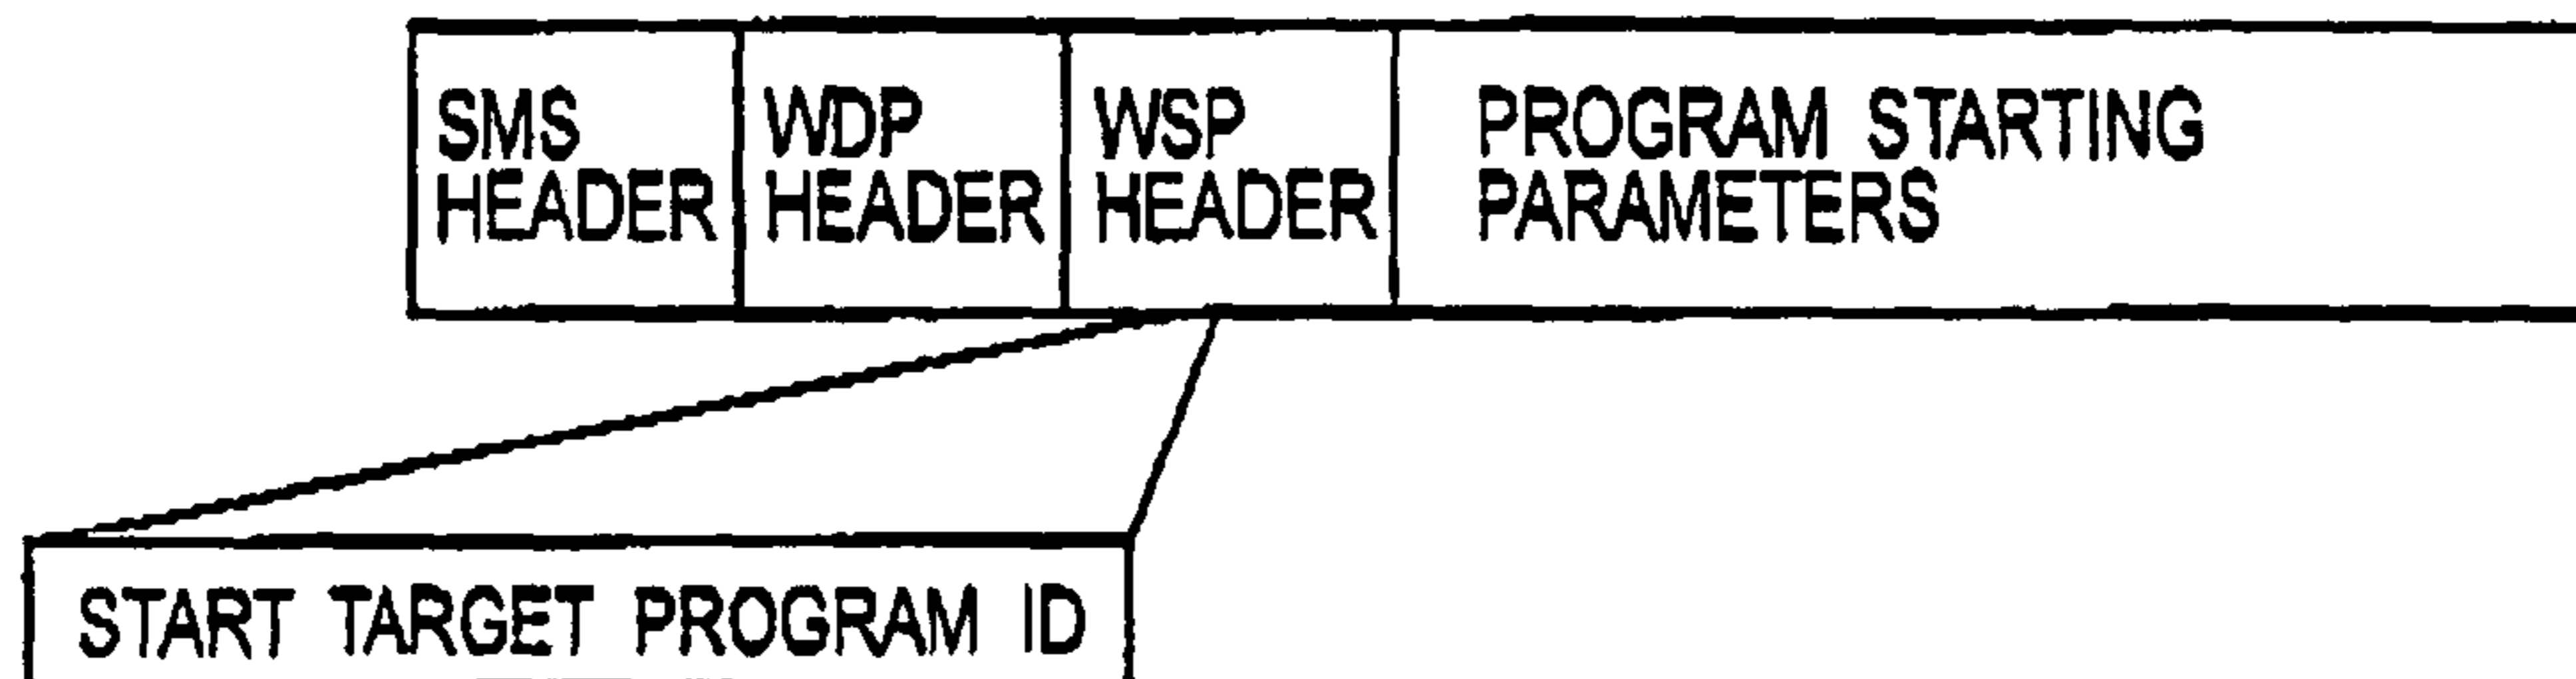 SMS
HEADER
WDP
HEADER
WSP
HEADER
PROGRAM STARTING
PARAMETERS
START TARGET PROGRAM ID